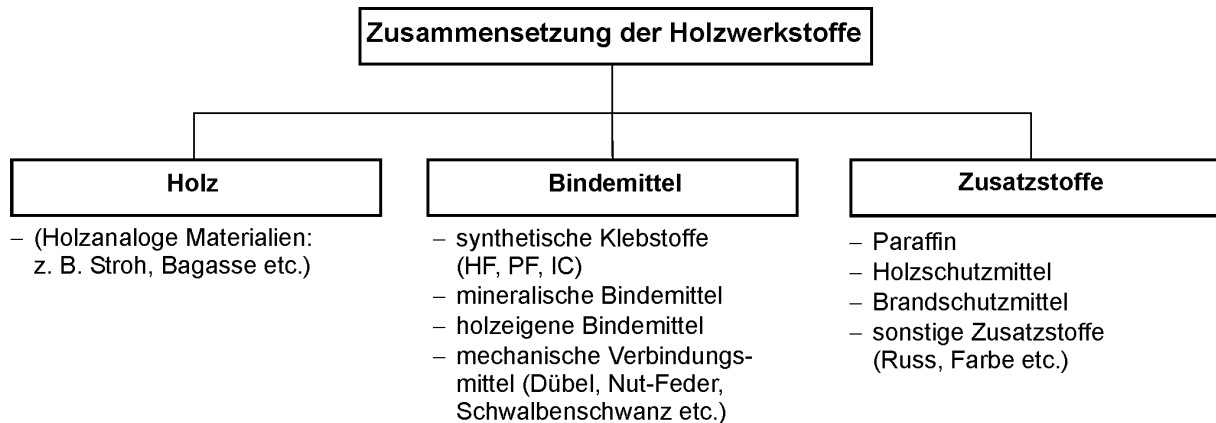 Zusammensetzung der Holzwerkstoffe
Holz
– (Holzanaloge Materialien:
z. B. Stroh, Bagasse etc.)
Bindemittel
– synthetische Klebstoffe
(HF, PF, IC)
– mineralische Bindemittel
– holzeigene Bindemittel
– mechanische Verbindungs-
mittel (Dübel, Nut-Feder,
Schwalbenschwanz etc.)
Zusatzstoffe
– Paraffin
– Holzschutzmittel
– Brandschutzmittel
– sonstige Zusatzstoffe
(Russ, Farbe etc.)